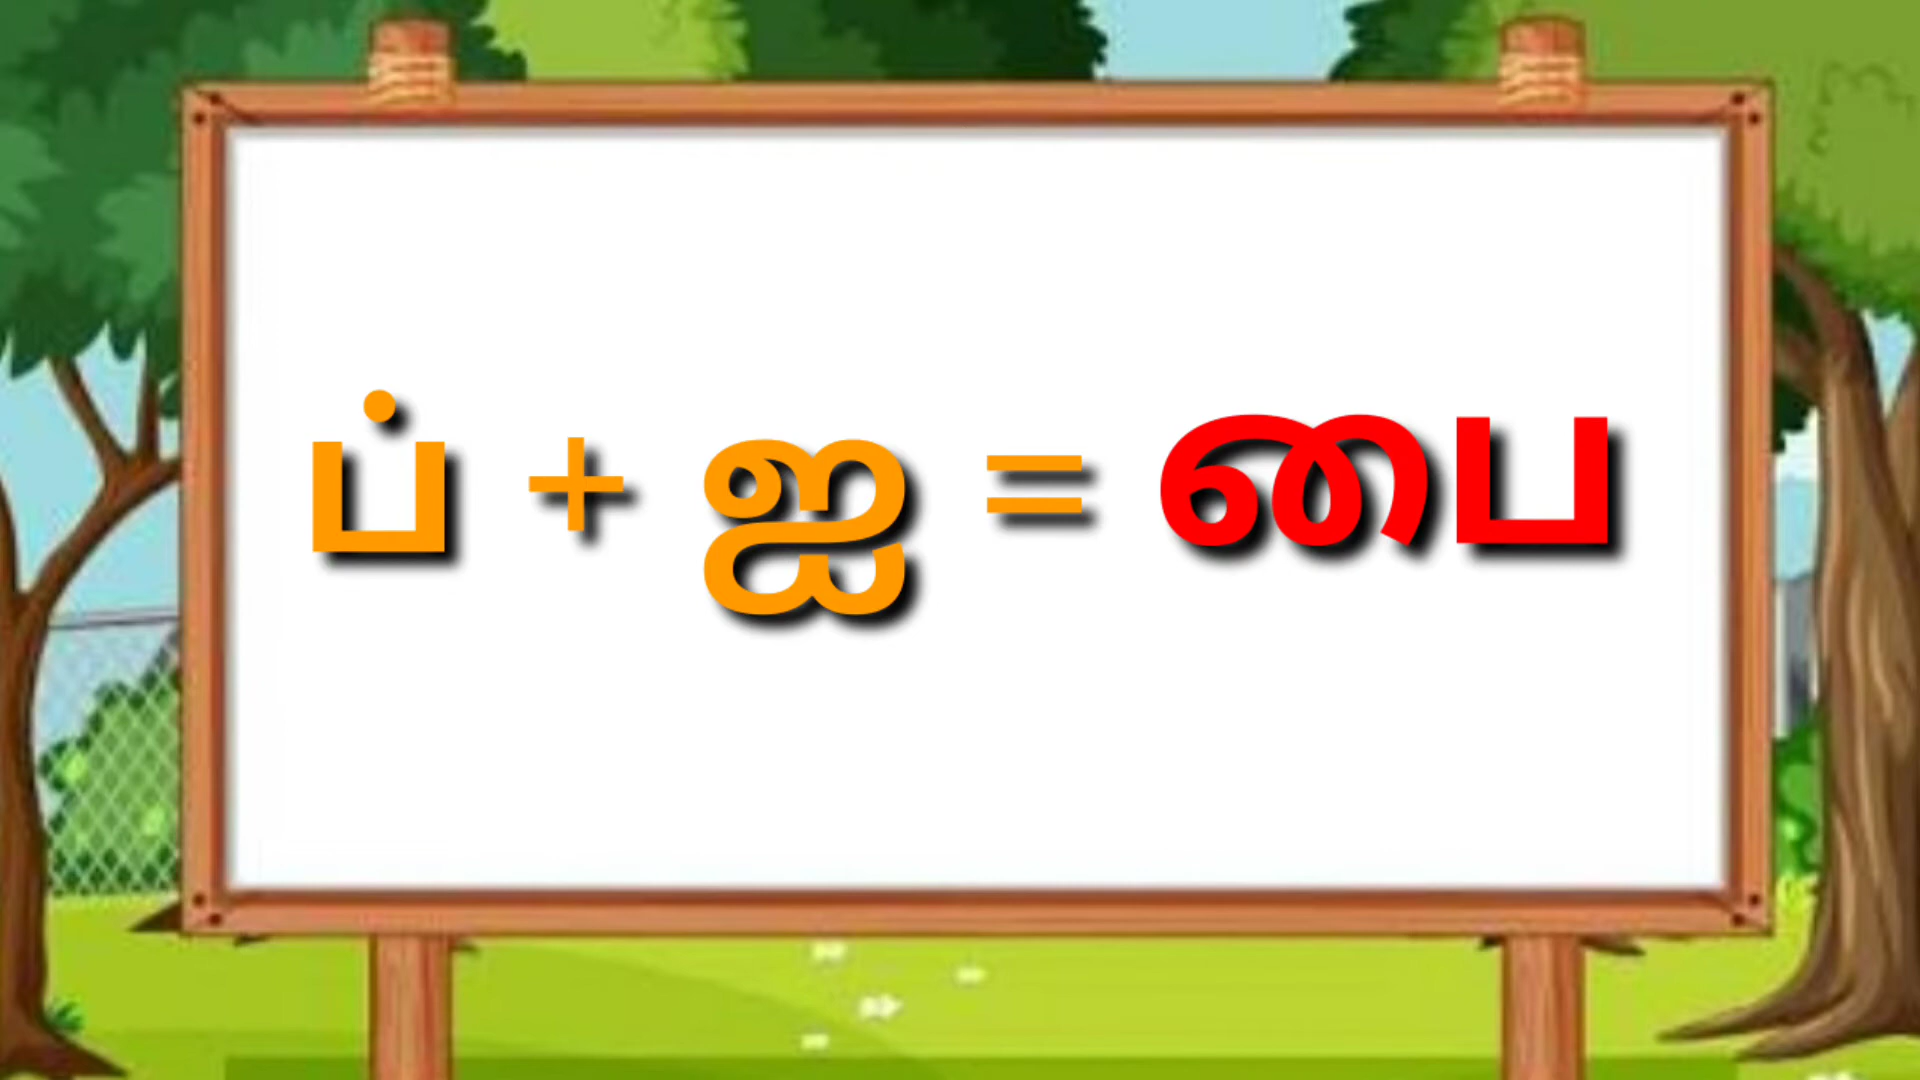 ப் + ஐ = பை